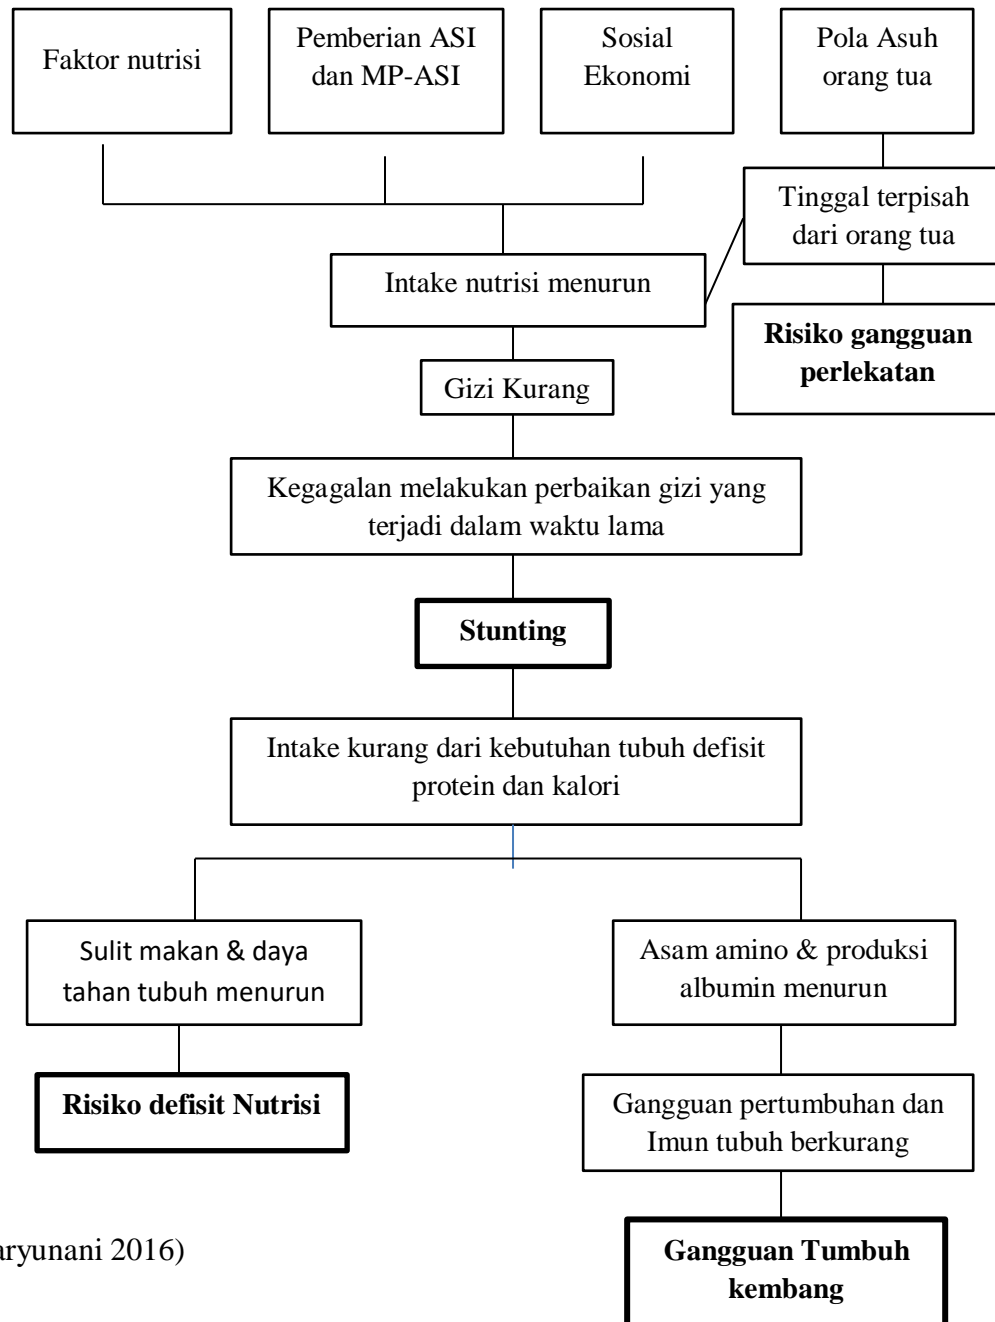 Faktor nutrisi
Pemberian ASI
dan MP-ASI
Sosial
Ekonomi
Pola Asuh
orang tua
Tinggal terpisah
dari orang tua
Intake nutrisi menurun
Risiko gangguan
perlekatan
Gizi Kurang
Kegagalan melakukan perbaikan gizi yang
terjadi dalam waktu lama
Stunting
Intake kurang dari kebutuhan tubuh defisit
protein dan kalori
Sulit makan & daya
tahan tubuh menurun
Asam amino & produksi
albumin menurun
Risiko defisit Nutrisi
Gangguan pertumbuhan dan
Imun tubuh berkurang
aryunani 2016)
Gangguan Tumbuh
kembang